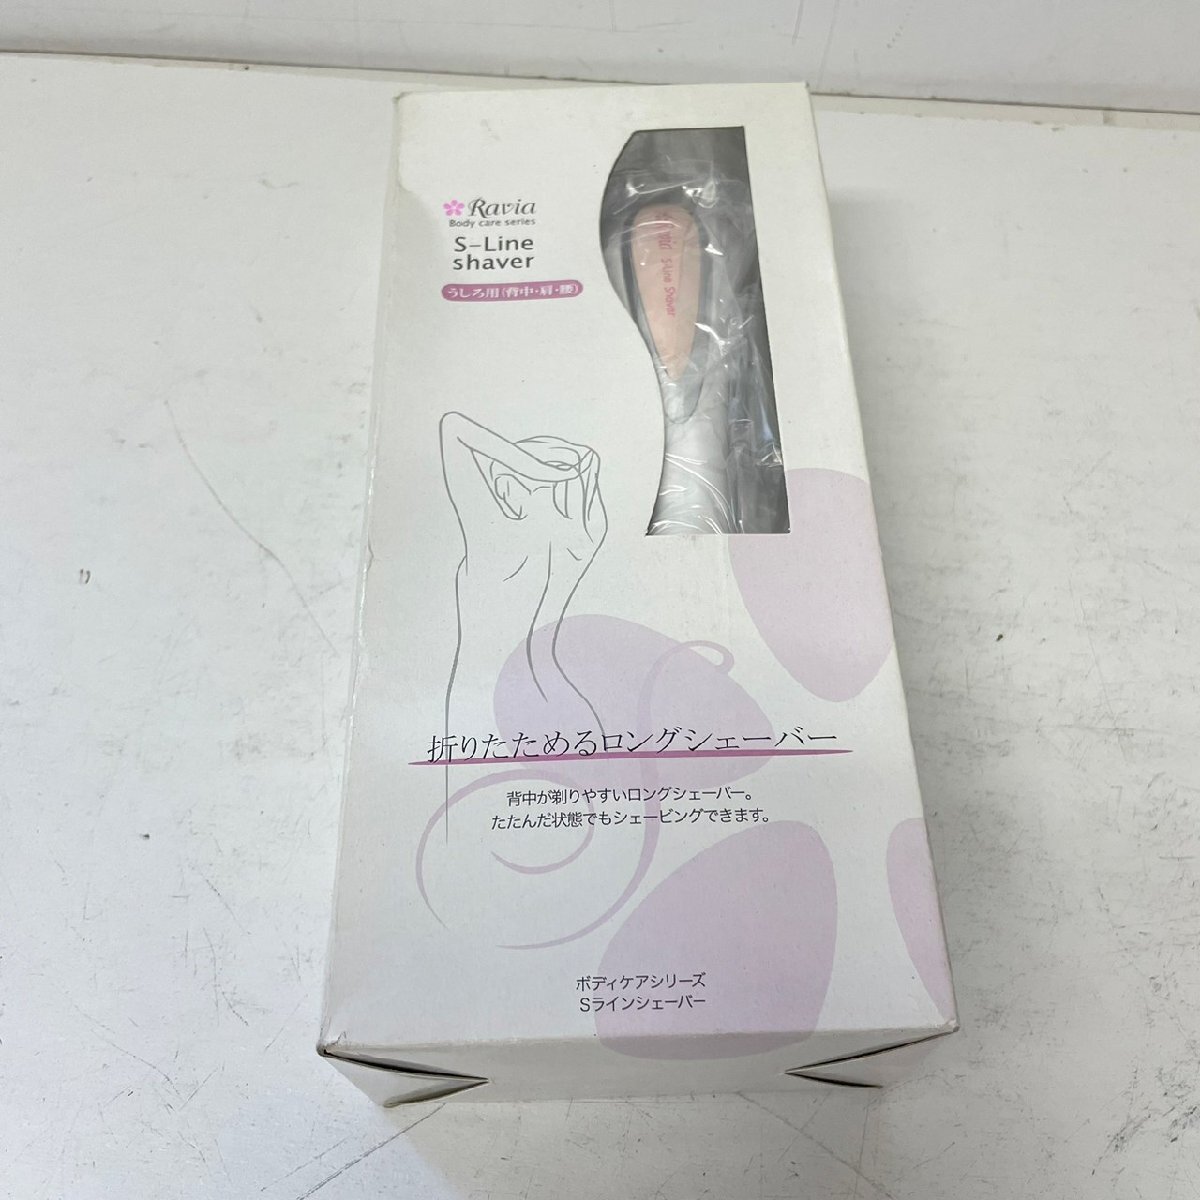 Ravia
Body care series
S-Line
shaver
うしろ用(背中・肩・腰)
S-Line Shaver
折りたためるロングシェーバー
背中が剃りやすいロングシェーバー。
たたんだ状態でもシェービングできます。
ボディケアシリーズ
Sラインシェーバー